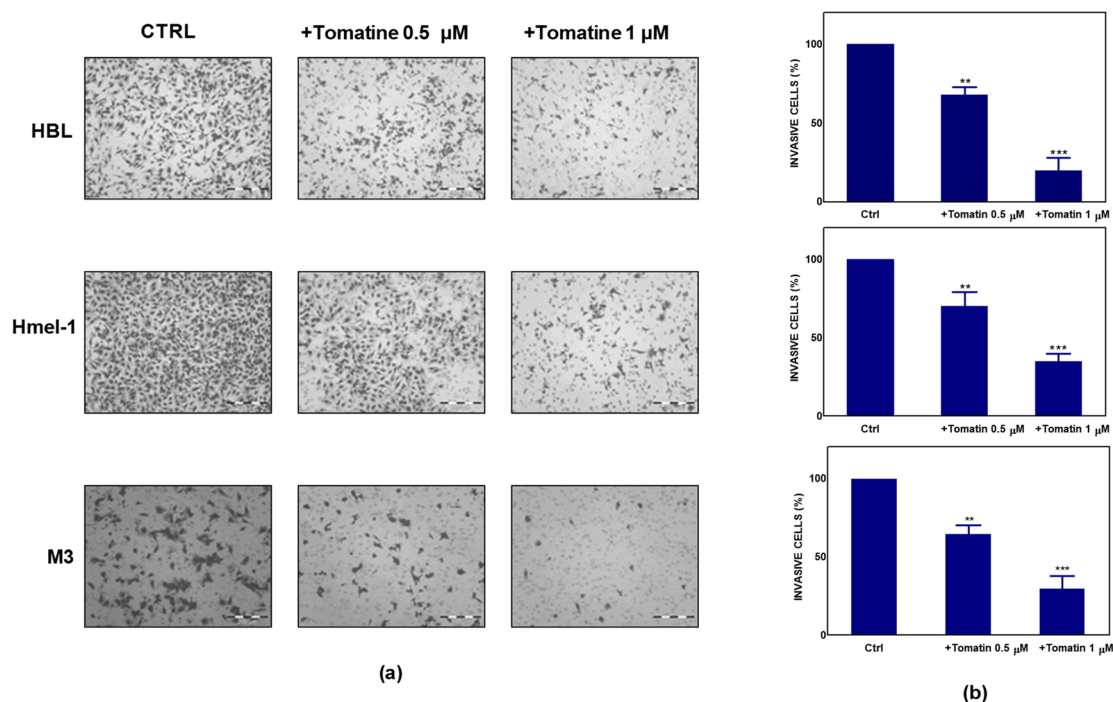 CTRL
+Tomatine 0.5 µM
+Tomatine 1 µM
HBL
Hmel-1
M3
(a)
INVASIVE CELLS (%)
100
50
0
**
***
Ctrl
+Tomatin 0.5 µM
+Tomatin 1 µM
INVASIVE CELLS (%)
100
50
0
**
***
Ctrl
+Tomatin 0.5 µM
+Tomatin 1 µM
INVASIVE CELLS (%)
100
50
0
**
***
Ctrl
+Tomatin 0.5 µM
+Tomatin 1 µM
(b)